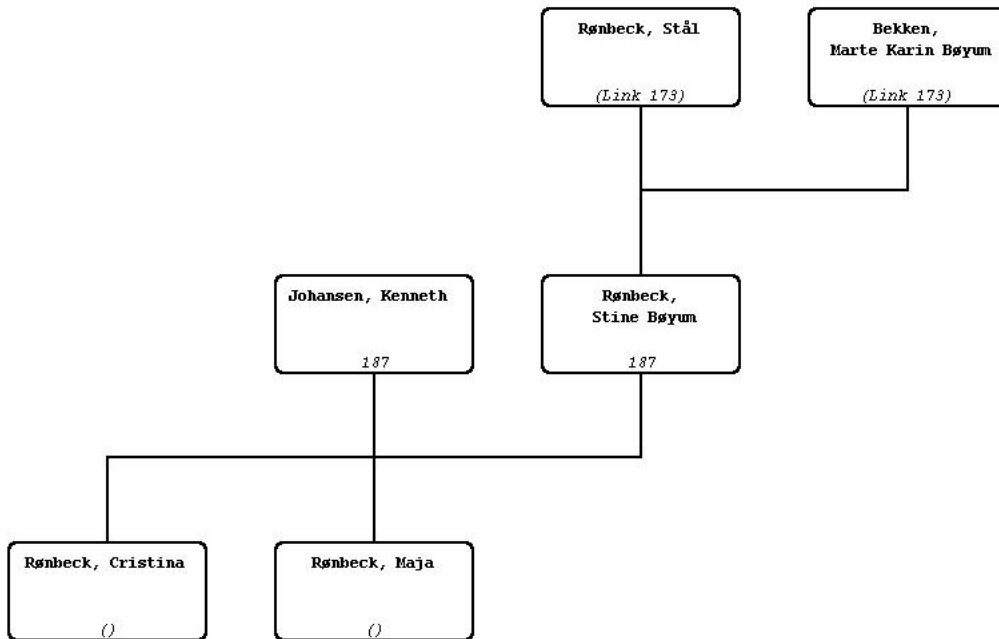 Rønbeck, Stål
(Link 173)
Bekken,
Marte Karin Bøyum
(Link 173)
Johansen, Kenneth
187
Rønbeck,
Stine Bøyum
187
Rønbeck, Cristina
()
Rønbeck, Maja
()